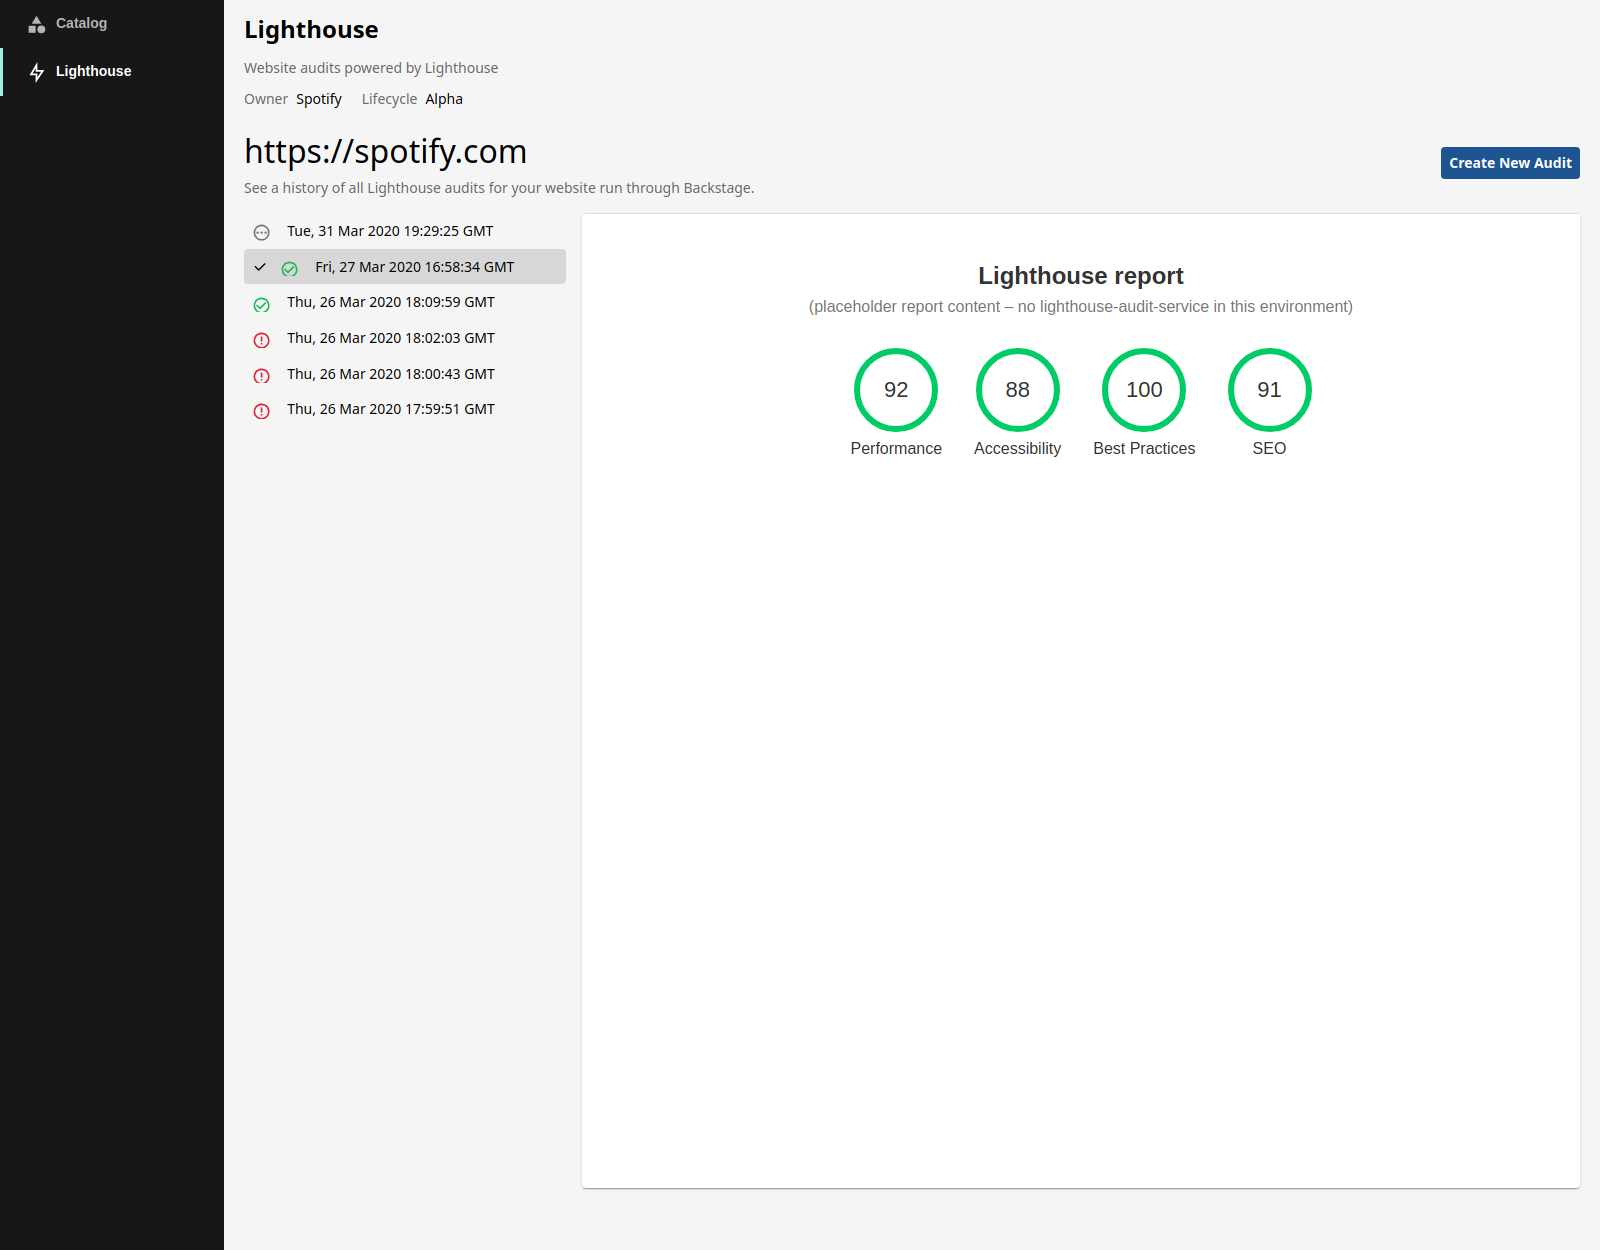 Catalog
Lighthouse
Lighthouse
Website audits powered by Lighthouse
Owner Spotify Lifecycle Alpha
https://spotify.com
Create New Audit
See a history of all Lighthouse audits for your website run through Backstage.
Tue, 31 Mar 2020 19:29:25 GMT
Fri, 27 Mar 2020 16:58:34 GMT
Thu, 26 Mar 2020 18:09:59 GMT
Thu, 26 Mar 2020 18:02:03 GMT
Thu, 26 Mar 2020 18:00:43 GMT
Thu, 26 Mar 2020 17:59:51 GMT
Lighthouse report
(placeholder report content – no lighthouse-audit-service in this environment)
92 88 100 91
Performance Accessibility Best Practices SEO